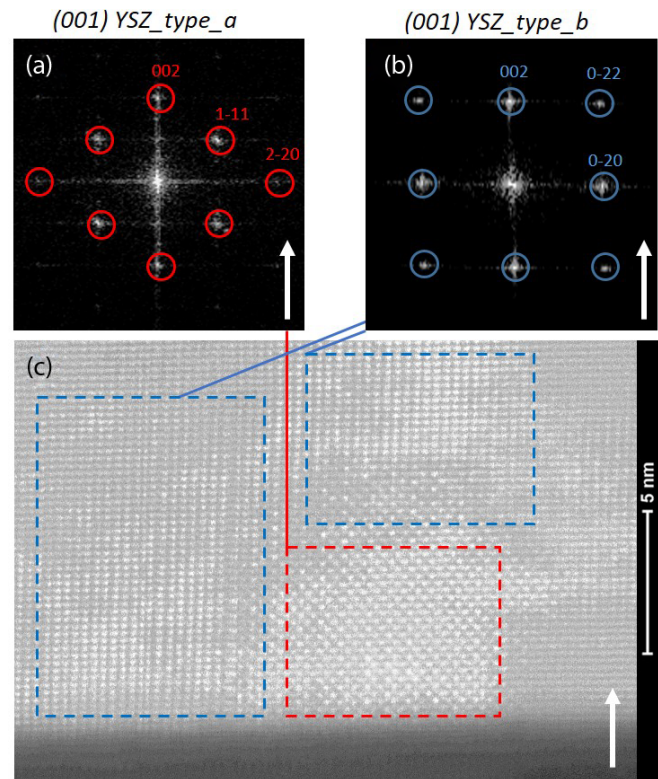 (001) YSZ_type_a
(001) YSZ_type_b
(a)
002
1-11
2-20
(b)
002
0-22
0-20
(c)
5 nm